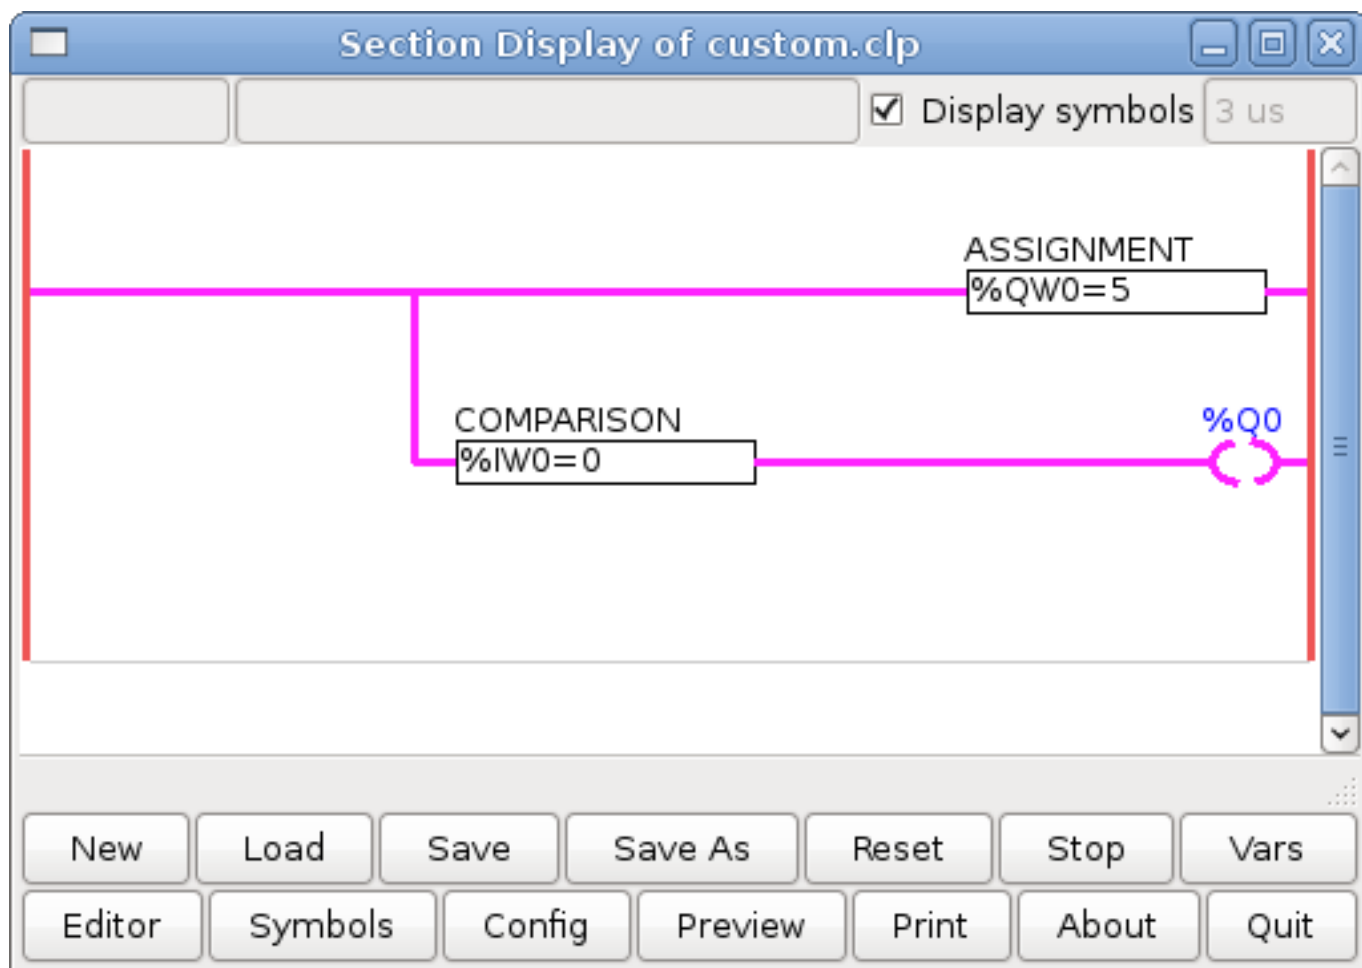 Section Display of custom.clp
Display symbols 3 us
ASSIGNMENT
%QW0=5
COMPARISON %Q0
%IW0=0
New Load Save Save As Reset Stop Vars
Editor Symbols Config Preview Print About Quit